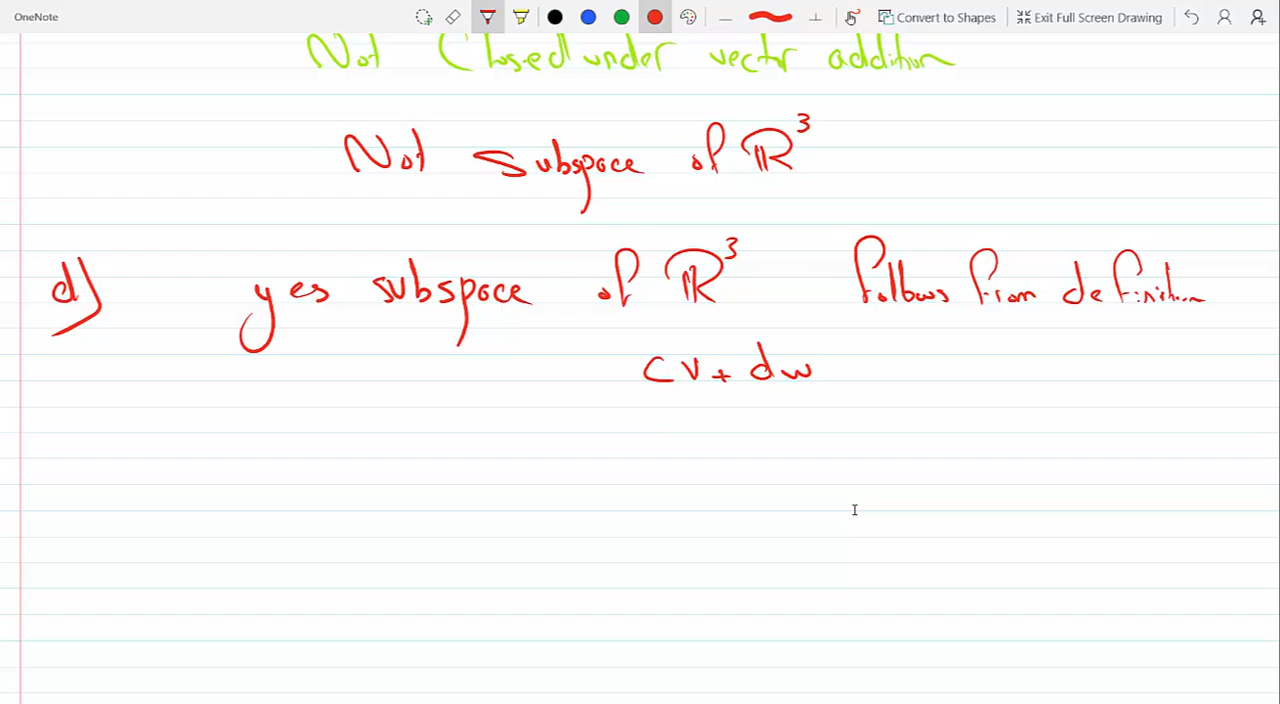 OneNote
Convert to Shapes
Exit Full Screen Drawing
Not Closed under vector addition
Not Subspace of ℝ³
d) yes subspace of ℝ³ follows from definition
cv + dw